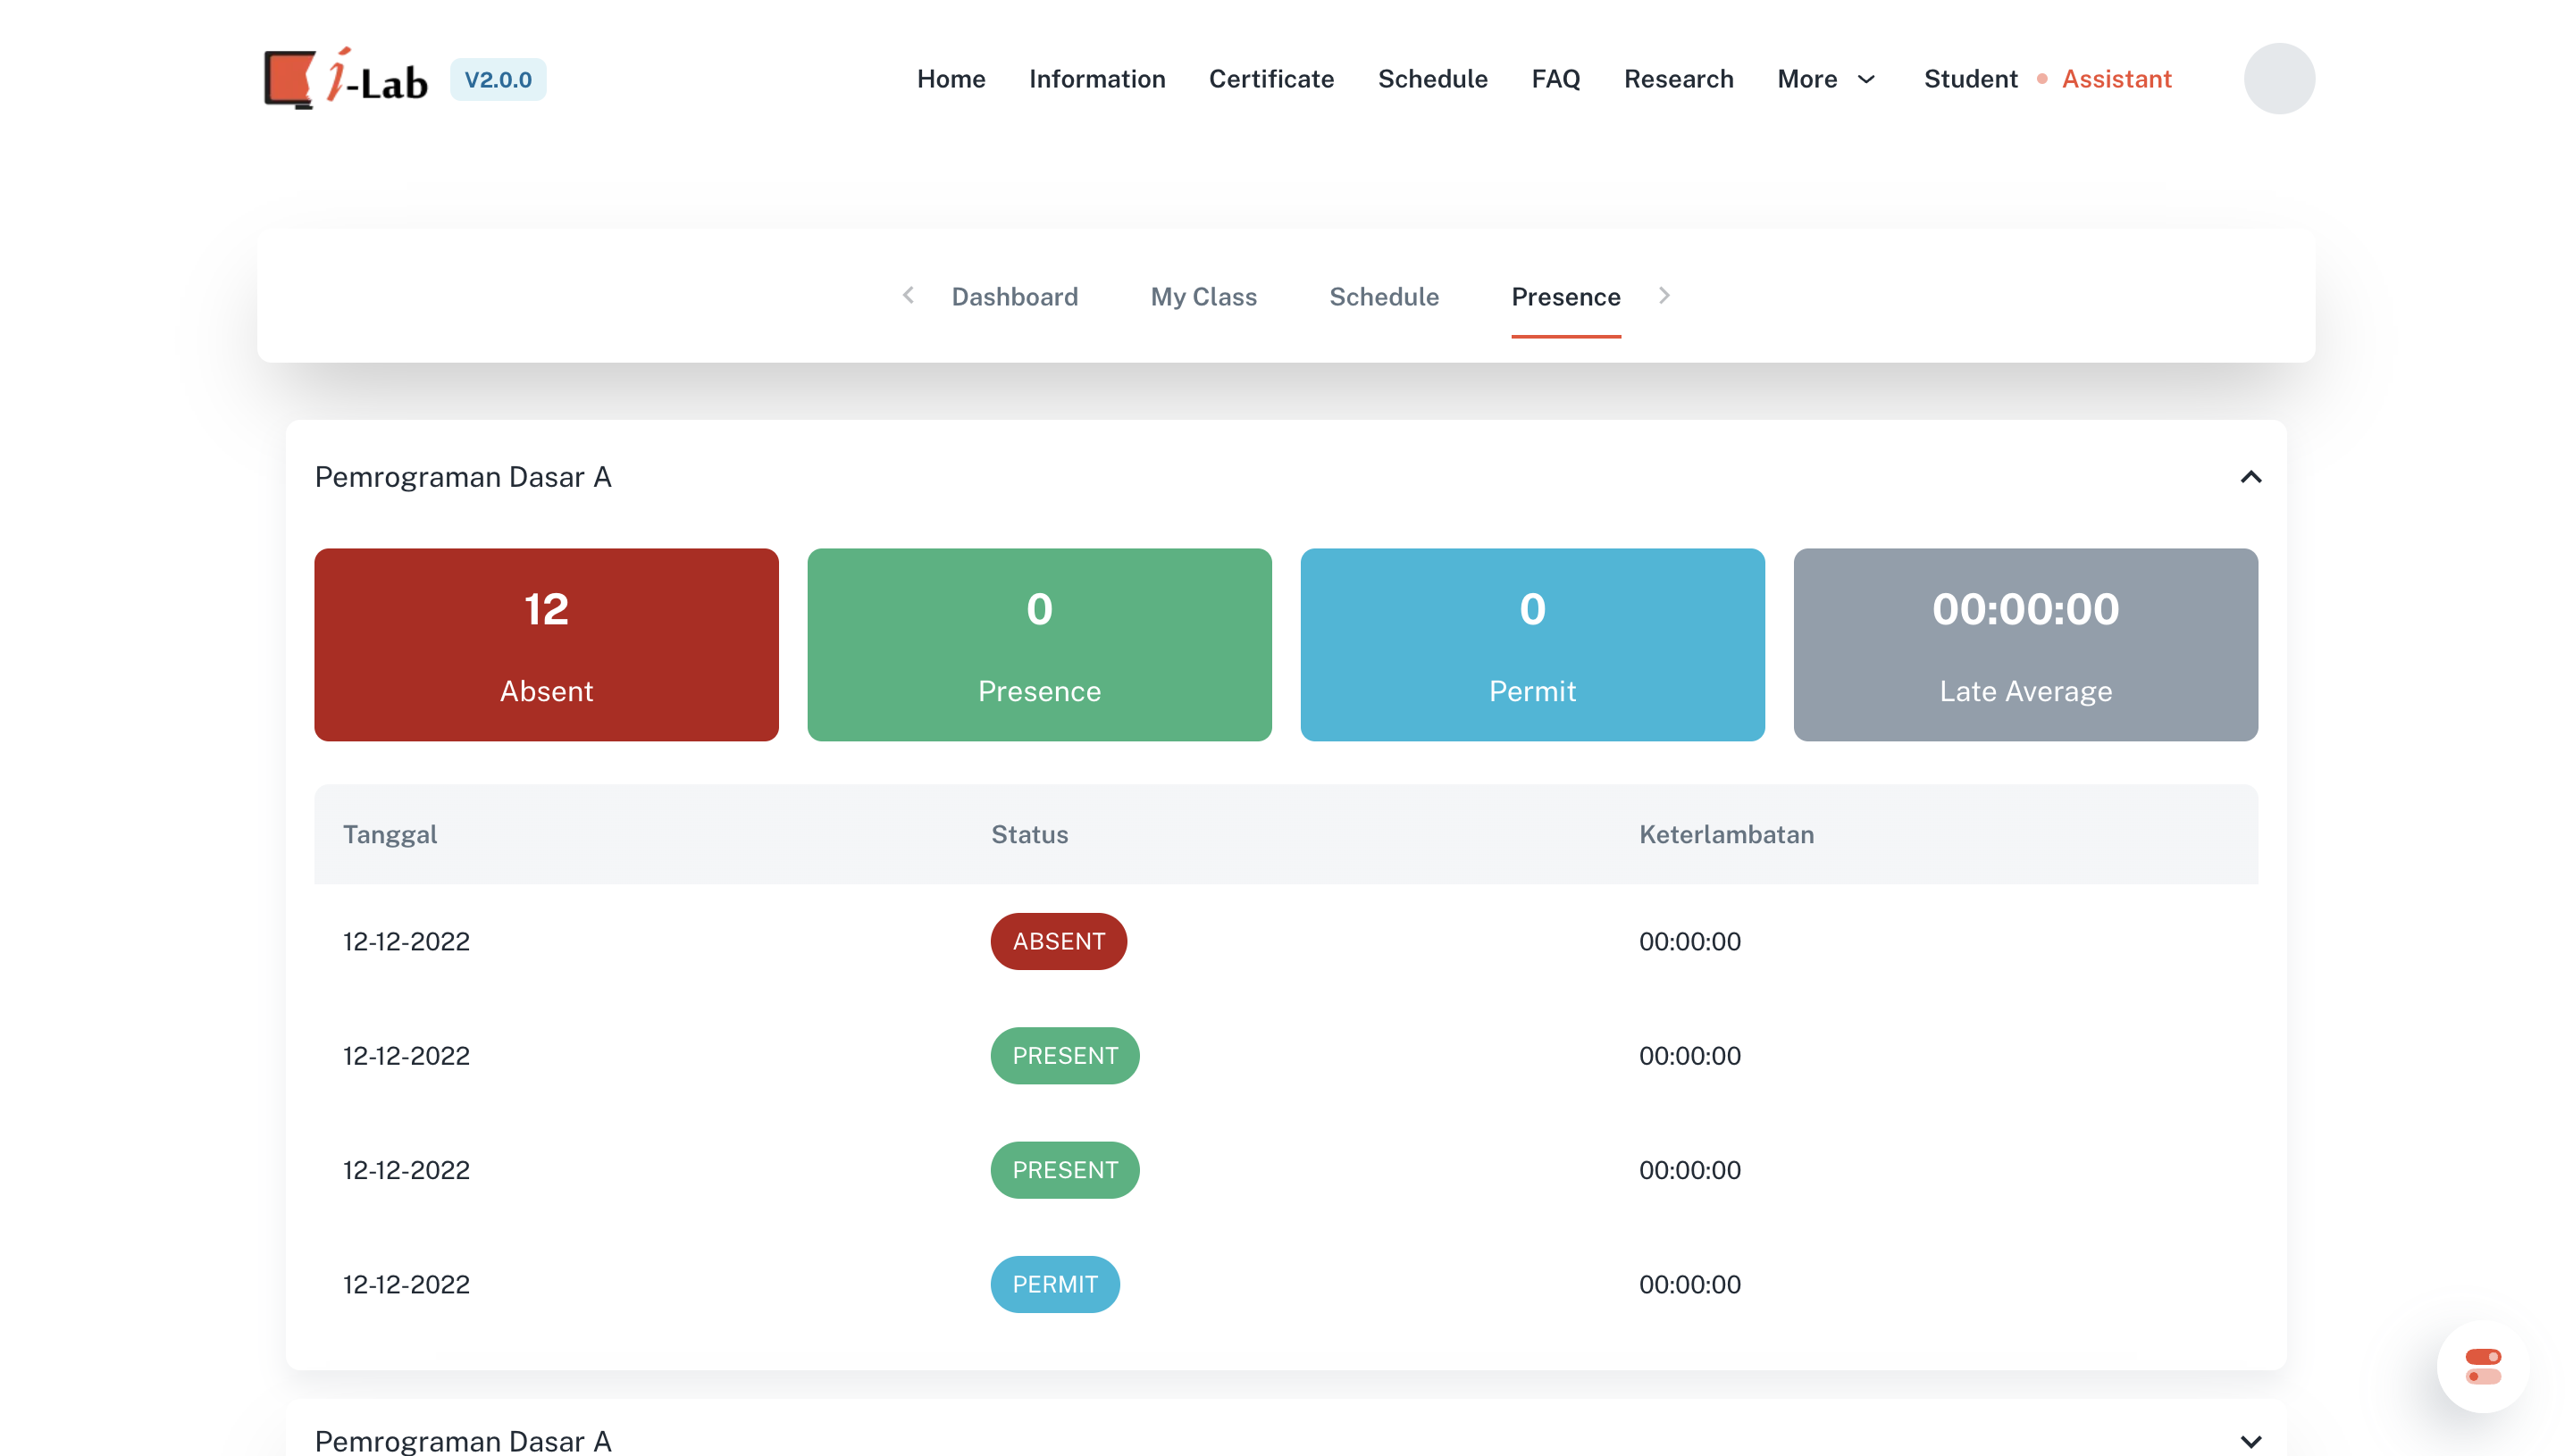 i-Lab V2.0.0 Home Information Certificate Schedule FAQ Research More Student Assistant
Dashboard My Class Schedule Presence
Pemrograman Dasar A
12 0 0 00:00:00
Absent Presence Permit Late Average
Tanggal Status Keterlambatan
12-12-2022 ABSENT 00:00:00
12-12-2022 PRESENT 00:00:00
12-12-2022 PRESENT 00:00:00
12-12-2022 PERMIT 00:00:00
Pemrograman Dasar A